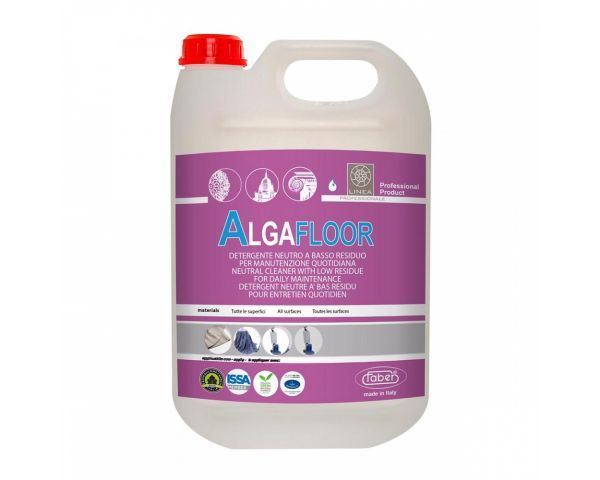 LINEA
PROFESSIONALE
Professional
Product
ALGAFLOOR
DETERGENTE NEUTRO A BASSO RESIDUO
PER MANUTENZIONE QUOTIDIANA
NEUTRAL CLEANER WITH LOW RESIDUE
FOR DAILY MAINTENANCE
DETERGENT NEUTRE A' BAS RESIDU
POUR ENTRETIEN QUOTIDIEN
materials Tutte le superfici All surfaces Toutes les surfaces
ISSA
MEMBER
faber
made in Italy